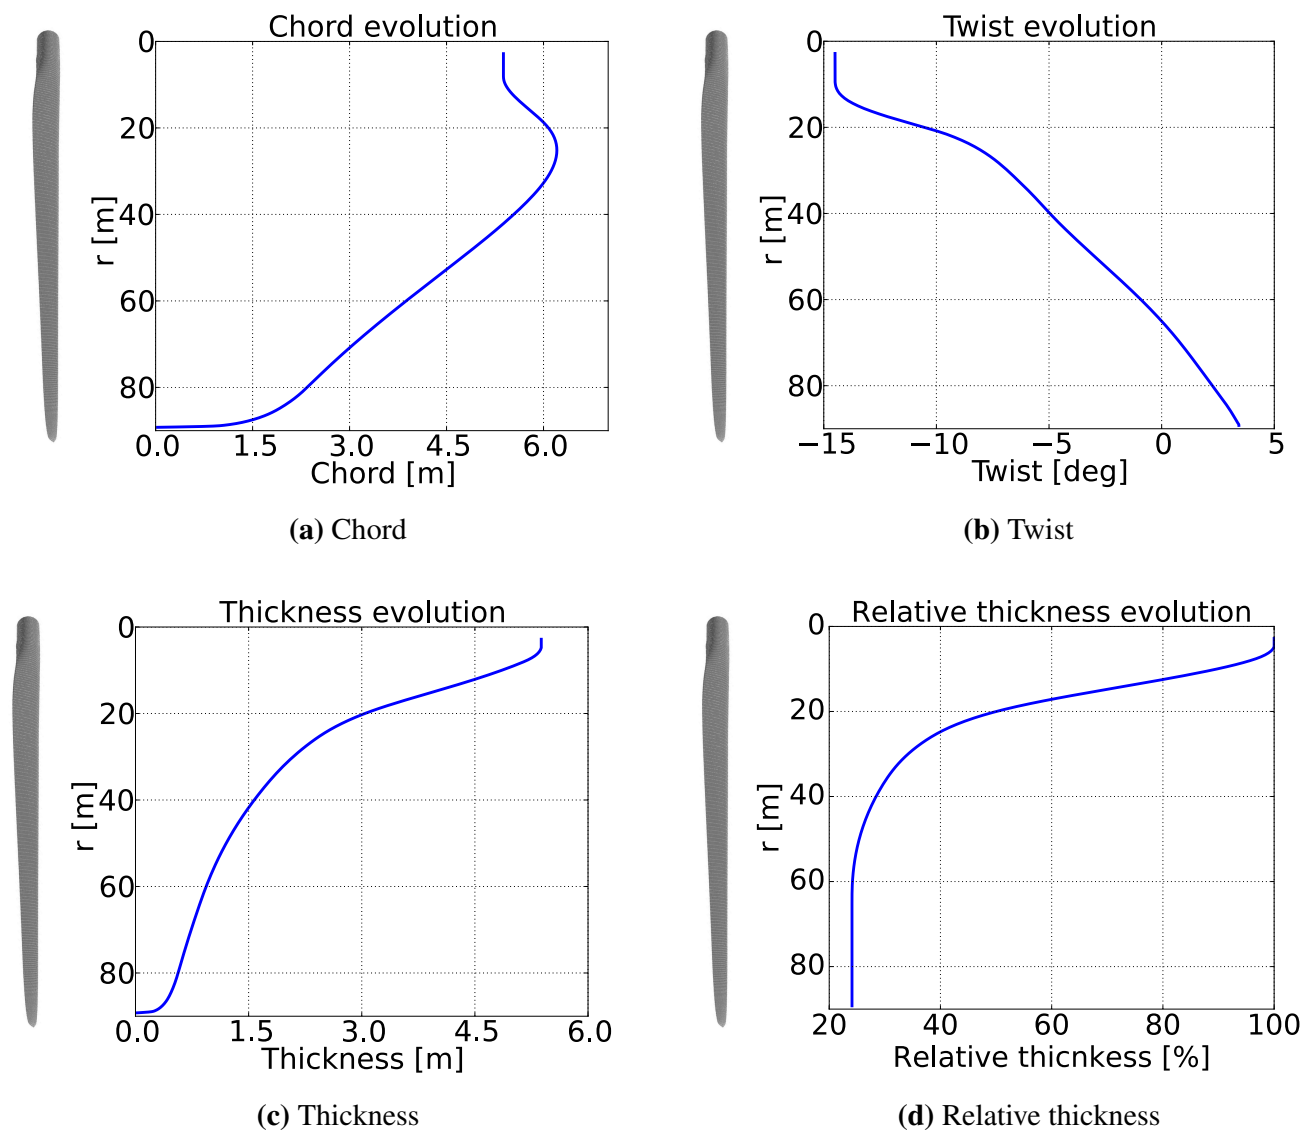 Chord evolution
0
20
40
60
80
r [m]
0.0 1.5 3.0 4.5 6.0
Chord [m]
(a) Chord
Twist evolution
0
20
40
60
80
r [m]
−15 −10 −5 0 5
Twist [deg]
(b) Twist
Thickness evolution
0
20
40
60
80
r [m]
0.0 1.5 3.0 4.5 6.0
Thickness [m]
(c) Thickness
Relative thickness evolution
0
20
40
60
80
r [m]
20 40 60 80 100
Relative thicnkess [%]
(d) Relative thickness